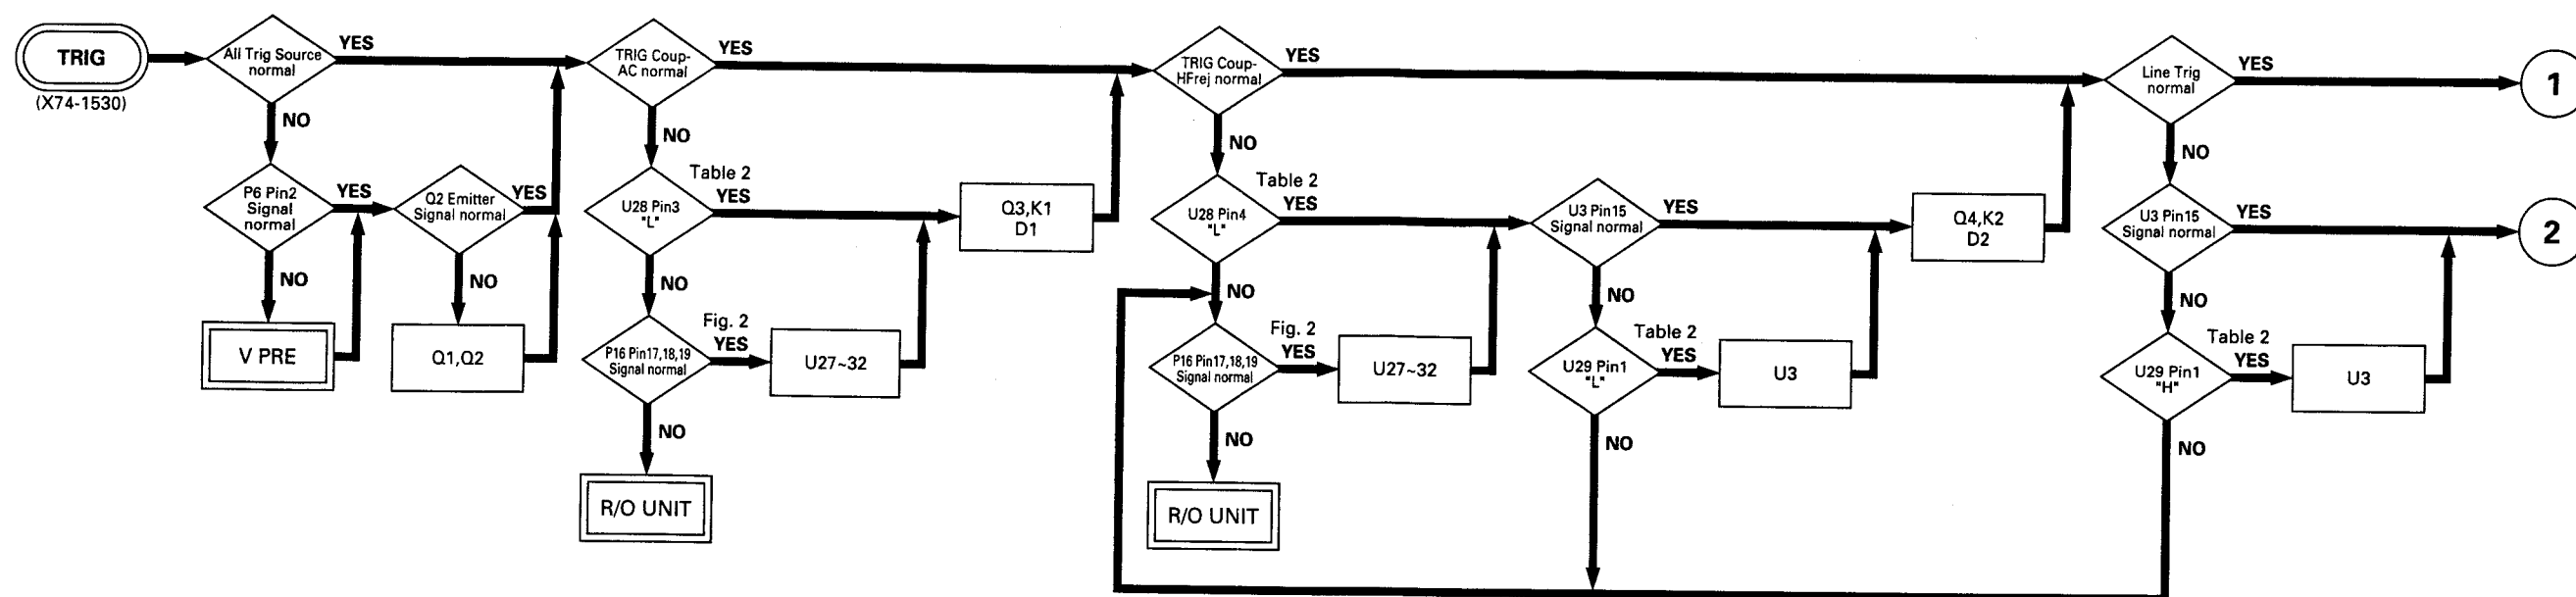 TRIG
(X74-1530)
All Trig Source
normal
YES
NO
P6 Pin2
Signal
normal
YES
NO
V PRE
Q2 Emitter
Signal normal
YES
NO
Q1,Q2
TRIG Coup-
AC normal
YES
NO
Table 2
U28 Pin3
"L"
YES
NO
Fig. 2
P16 Pin17,18,19
Signal normal
YES
NO
U27~32
R/O UNIT
Q3,K1
D1
TRIG Coup-
HFrej normal
YES
NO
Table 2
U28 Pin4
"L"
YES
NO
Fig. 2
P16 Pin17,18,19
Signal normal
YES
NO
U27~32
R/O UNIT
U3 Pin15
Signal normal
YES
NO
Table 2
U29 Pin1
"L"
YES
NO
U3
Q4,K2
D2
Line Trig
normal
YES
NO
1
U3 Pin15
Signal normal
YES
NO
2
Table 2
U29 Pin1
"H"
YES
NO
U3